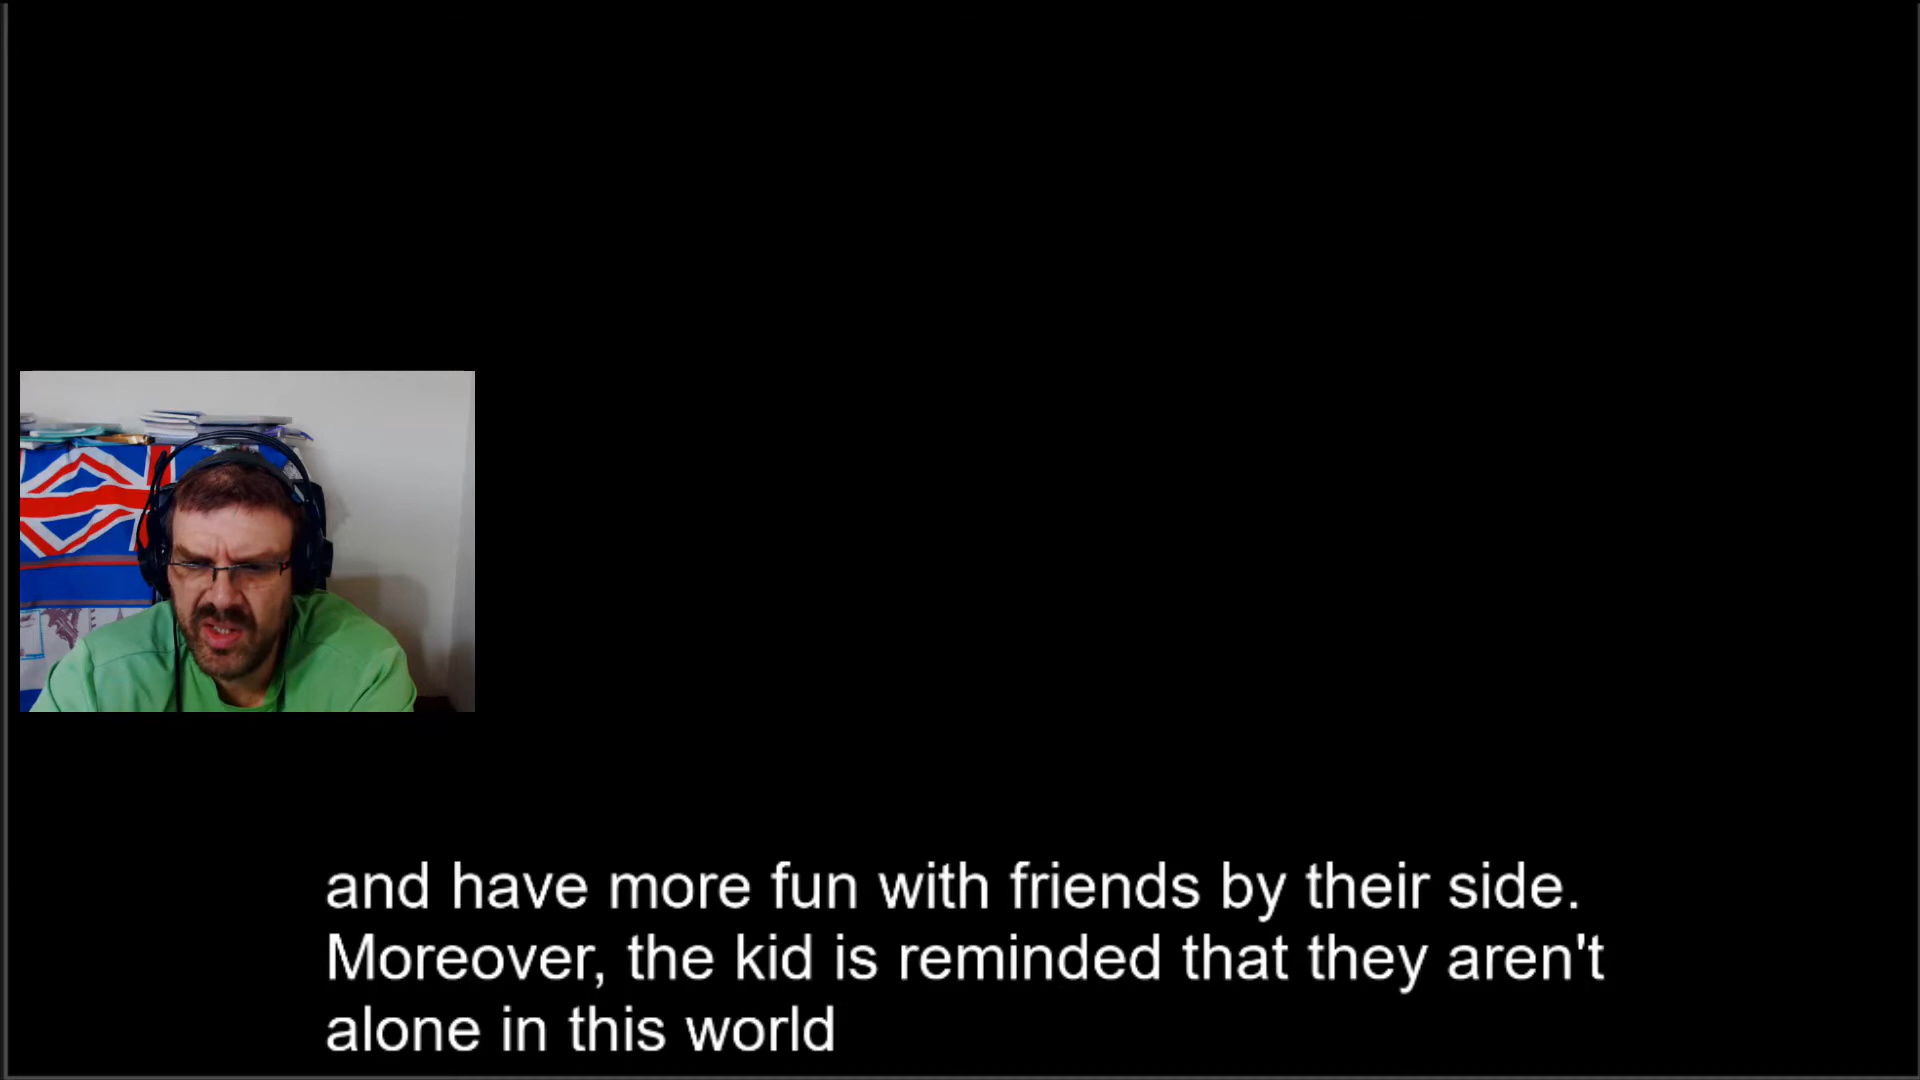 and have more fun with friends by their side.
Moreover, the kid is reminded that they aren't
alone in this world